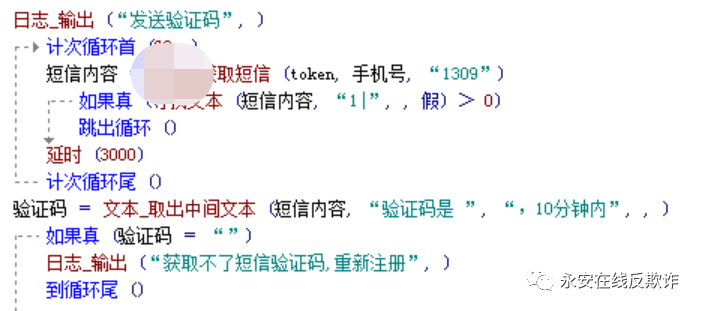 日志_输出 (“发送验证码”, )
计次循环首 (
短信内容 获取短信 (token, 手机号, “1309”)
如果真 寻找文本 (短信内容, “1|”, , 假) > 0)
跳出循环 ()
延时 (3000)
计次循环尾 ()
验证码 = 文本_取出中间文本 (短信内容, “验证码是 ”, “，10分钟内”, , )
如果真 (验证码 = “”)
日志_输出 (“获取不了短信验证码,重新注册”, )
到循环尾 ()
永安在线反欺诈